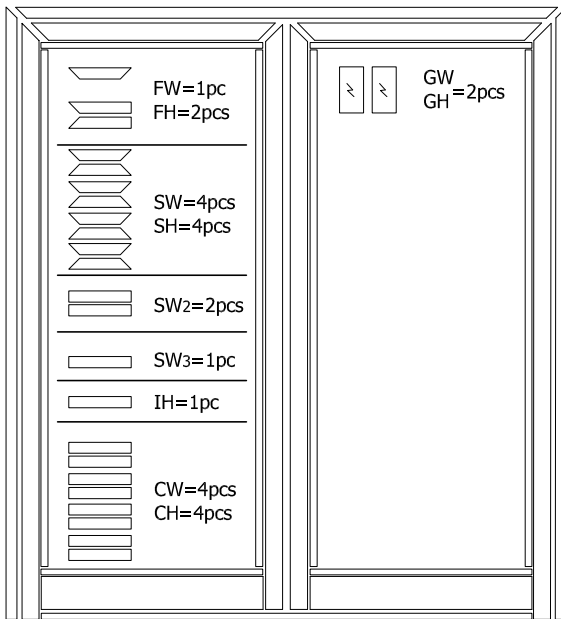 FW=1pc
FH=2pcs
SW=4pcs
SH=4pcs
SW2=2pcs
SW3=1pc
IH=1pc
CW=4pcs
CH=4pcs
GW
GH=2pcs